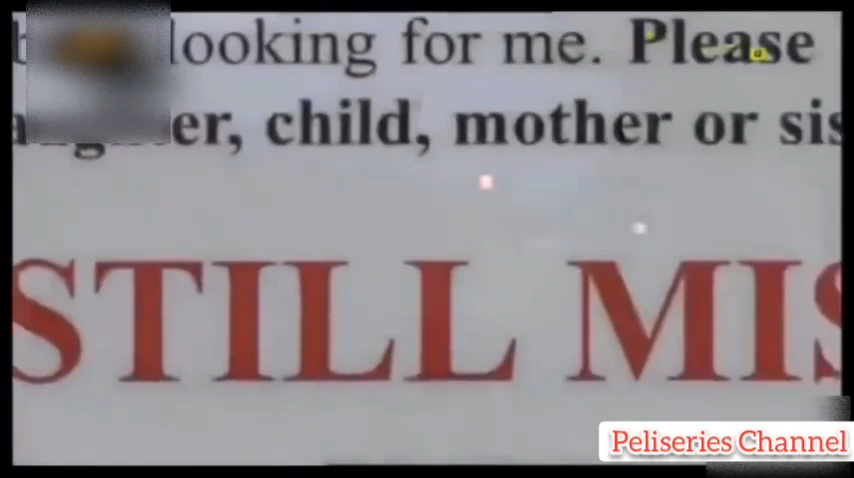 looking for me. Please
er, child, mother or sis
STILL MIS
Peliseries Channel